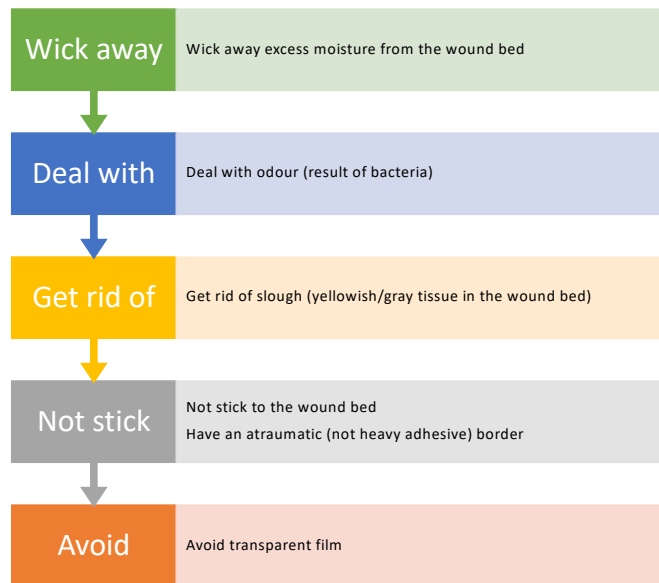 Wick away
Wick away excess moisture from the wound bed
Deal with
Deal with odour (result of bacteria)
Get rid of
Get rid of slough (yellowish/gray tissue in the wound bed)
Not stick
Not stick to the wound bed
Have an atraumatic (not heavy adhesive) border
Avoid
Avoid transparent film